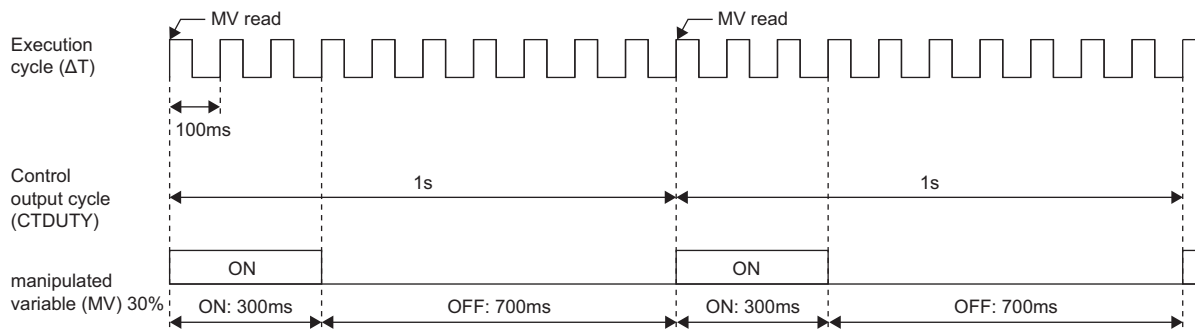 MV read
MV read
Execution
cycle (ΔT)
100ms
Control
output cycle
(CTDUTY)
1s
1s
ON
ON
manipulated
variable (MV) 30%
ON: 300ms
OFF: 700ms
ON: 300ms
OFF: 700ms